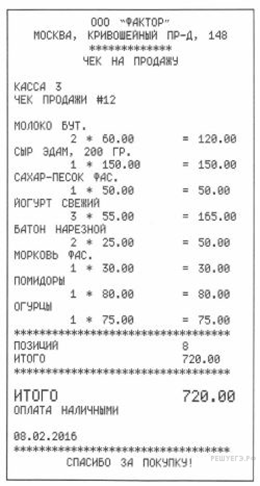 ООО "ФАКТОР"
МОСКВА, КРИВОШЕЙНЫЙ ПР-Д, 148
*************
ЧЕК НА ПРОДАЖУ
КАССА 3
ЧЕК ПРОДАЖИ #12
МОЛОКО БУТ.
2 * 60.00 = 120.00
СЫР ЭДАМ, 200 ГР.
1 * 150.00 = 150.00
САХАР-ПЕСОК ФАС.
1 * 50.00 = 50.00
ЙОГУРТ СВЕЖИЙ
3 * 55.00 = 165.00
БАТОН НАРЕЗНОЙ
2 * 25.00 = 50.00
МОРКОВЬ ФАС.
1 * 30.00 = 30.00
ПОМИДОРЫ
1 * 80.00 = 80.00
ОГУРЦЫ
1 * 75.00 = 75.00
*********************************
ПОЗИЦИЙ 8
ИТОГО 720.00
*********************************
ИТОГО 720.00
ОПЛАТА НАЛИЧНЫМИ
08.02.2016
*********************************
СПАСИБО ЗА ПОКУПКУ!
РЕШУЕГЭ.РФ